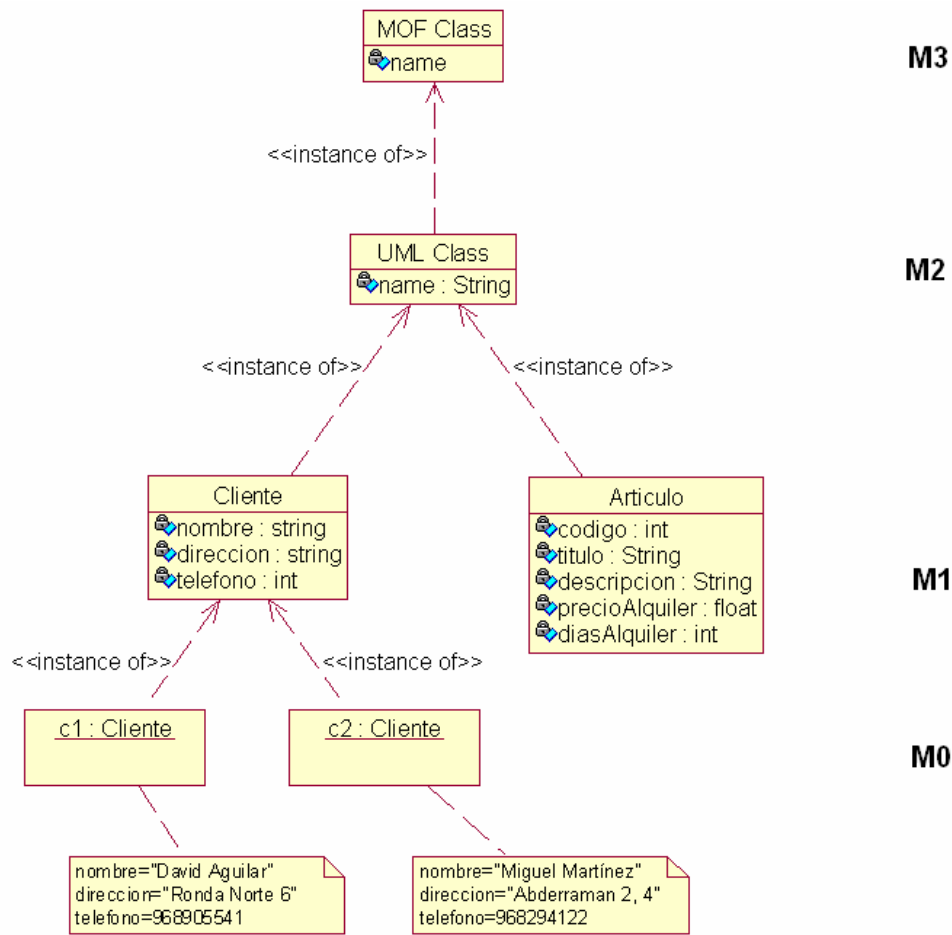 MOF Class
name
M3
<<instance of>>
UML Class
name : String
M2
<<instance of>>
<<instance of>>
Cliente
nombre : string
direccion : string
telefono : int
Articulo
codigo : int
titulo : String
descripcion : String
precioAlquiler : float
diasAlquiler : int
M1
<<instance of>>
<<instance of>>
c1 : Cliente
c2 : Cliente
M0
nombre="David Aguilar"
direccion="Ronda Norte 6"
telefono=968905541
nombre="Miguel Martínez"
direccion="Abderraman 2, 4"
telefono=968294122